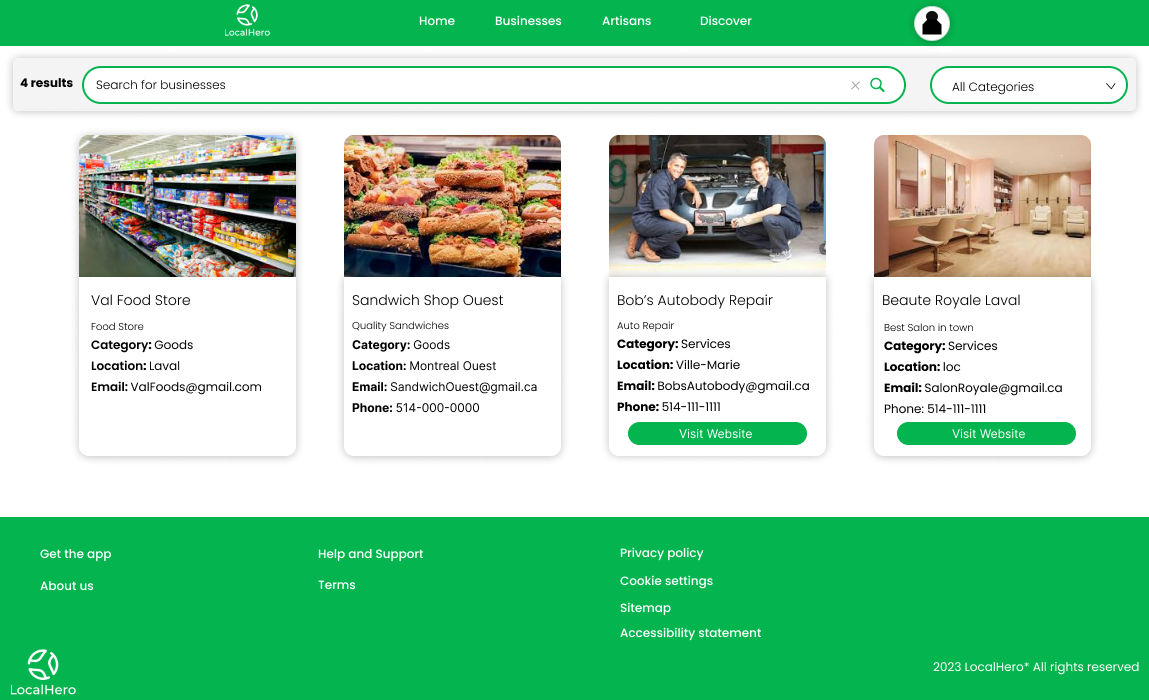 LocalHero
Home Businesses Artisans Discover
4 results
Search for businesses
All Categories
Val Food Store
Food Store
Category: Goods
Location: Laval
Email: ValFoods@gmail.com
Sandwich Shop Ouest
Quality Sandwiches
Category: Goods
Location: Montreal Ouest
Email: SandwichOuest@gmail.ca
Phone: 514-000-0000
Bob’s Autobody Repair
Auto Repair
Category: Services
Location: Ville-Marie
Email: BobsAutobody@gmail.ca
Phone: 514-111-1111
Visit Website
Beaute Royale Laval
Best Salon in town
Category: Services
Location: loc
Email: SalonRoyale@gmail.ca
Phone: 514-111-1111
Visit Website
Get the app
About us
Help and Support
Terms
Privacy policy
Cookie settings
Sitemap
Accessibility statement
LocalHero
2023 LocalHero* All rights reserved